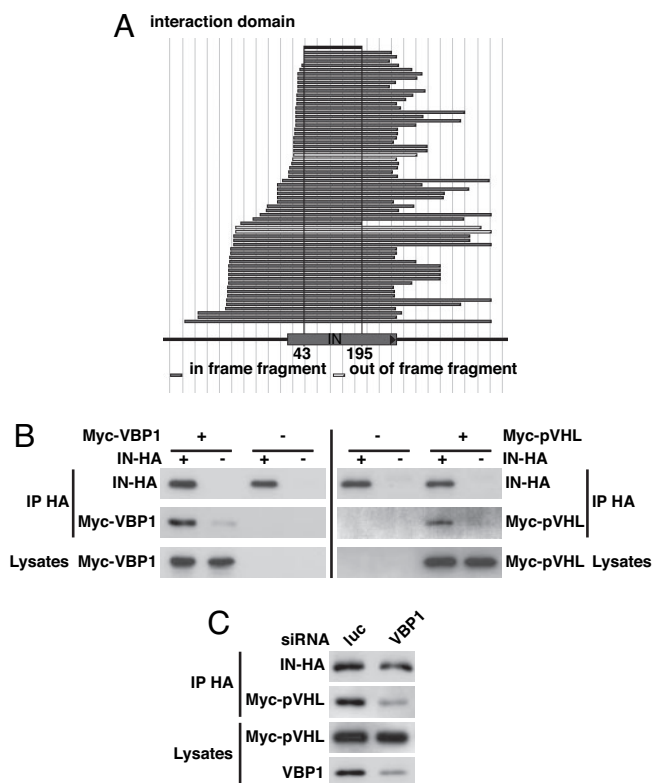 A interaction domain
IN
43 195
in frame fragment out of frame fragment
B Myc-VBP1 + - - + Myc-pVHL
IN-HA + - + - + - + - IN-HA
IP HA IN-HA IN-HA IP HA
Myc-VBP1 Myc-pVHL
Lysates Myc-VBP1 Myc-pVHL Lysates
C siRNA luc VBP1
IP HA IN-HA
Myc-pVHL
Lysates Myc-pVHL
VBP1